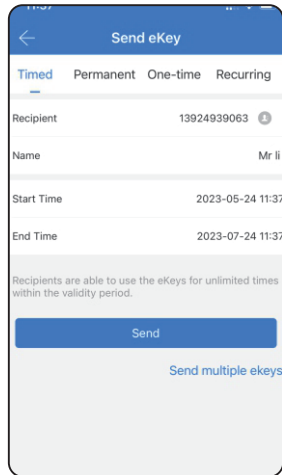 11:37
Send eKey
Timed Permanent One-time Recurring
Recipient 13924939063
Name Mr li
Start Time 2023-05-24 11:37
End Time 2023-07-24 11:37
Recipients are able to use the eKeys for unlimited times
within the validity period.
Send
Send multiple ekeys